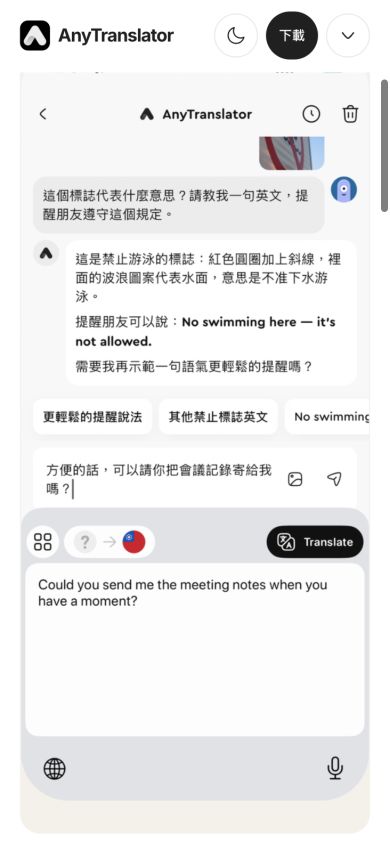 AnyTranslator
下載
AnyTranslator
這個標誌代表什麼意思？請教我一句英文，提
醒朋友遵守這個規定。
這是禁止游泳的標誌：紅色圓圈加上斜線，裡
面的波浪圖案代表水面，意思是不准下水游
泳。
提醒朋友可以說：No swimming here — it's
not allowed.
需要我再示範一句語氣更輕鬆的提醒嗎？
更輕鬆的提醒說法
其他禁止標誌英文
No swimming
方便的話，可以請你把會議記錄寄給我
嗎？
?
Translate
Could you send me the meeting notes when you
have a moment?